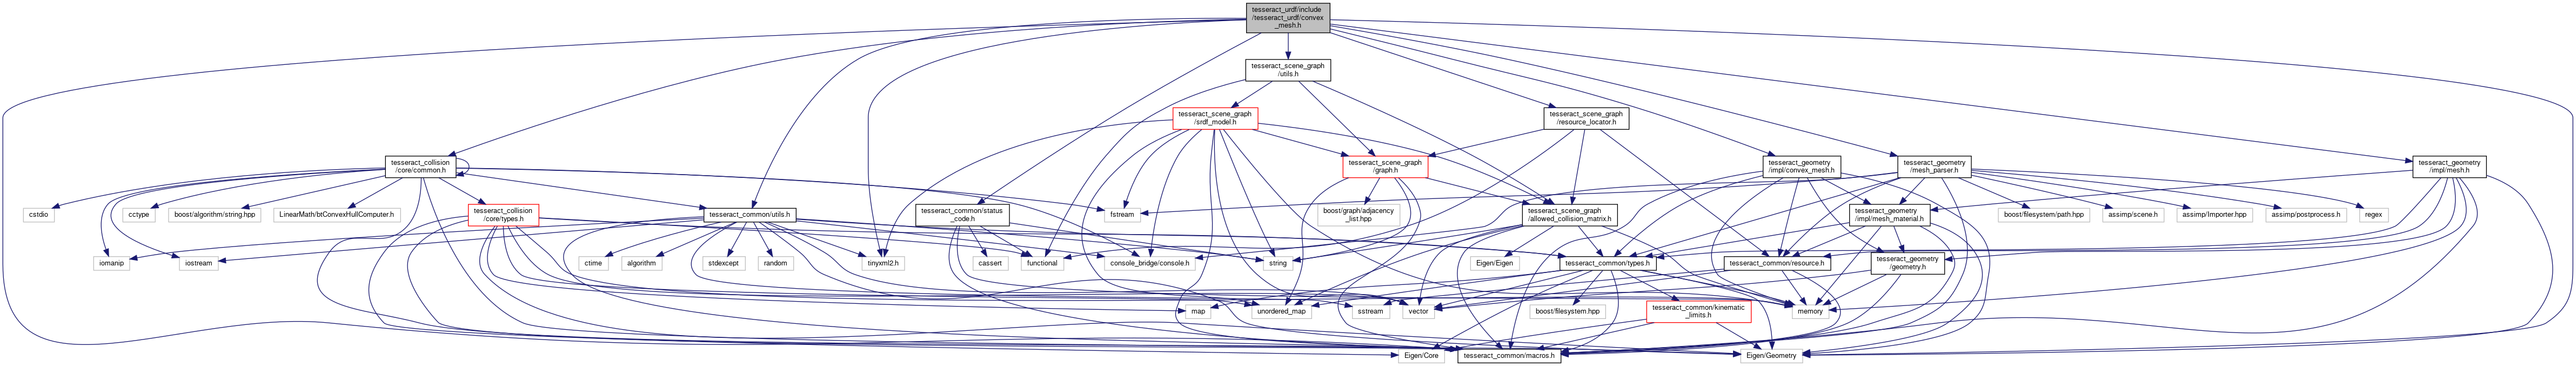 tesseract_urdf/include
/tesseract_urdf/convex
_mesh.h
tesseract_scene_graph
/utils.h
tesseract_scene_graph
/srdf_model.h
tesseract_scene_graph
/resource_locator.h
tesseract_collision
/core/common.h
tesseract_scene_graph
/graph.h
tesseract_geometry
/impl/convex_mesh.h
tesseract_geometry
/mesh_parser.h
tesseract_geometry
/impl/mesh.h
cstdio
cctype
boost/algorithm/string.hpp
LinearMath/btConvexHullComputer.h
tesseract_collision
/core/types.h
tesseract_common/utils.h
fstream
tesseract_common/status
_code.h
boost/graph/adjacency
_list.hpp
tesseract_scene_graph
/allowed_collision_matrix.h
tesseract_geometry
/impl/mesh_material.h
boost/filesystem/path.hpp
assimp/scene.h
assimp/Importer.hpp
assimp/postprocess.h
regex
iomanip
iostream
ctime
algorithm
stdexcept
random
tinyxml2.h
cassert
functional
console_bridge/console.h
string
Eigen/Eigen
tesseract_common/types.h
tesseract_common/resource.h
tesseract_geometry
/geometry.h
map
unordered_map
sstream
vector
boost/filesystem.hpp
tesseract_common/kinematic
_limits.h
memory
Eigen/Core
tesseract_common/macros.h
Eigen/Geometry